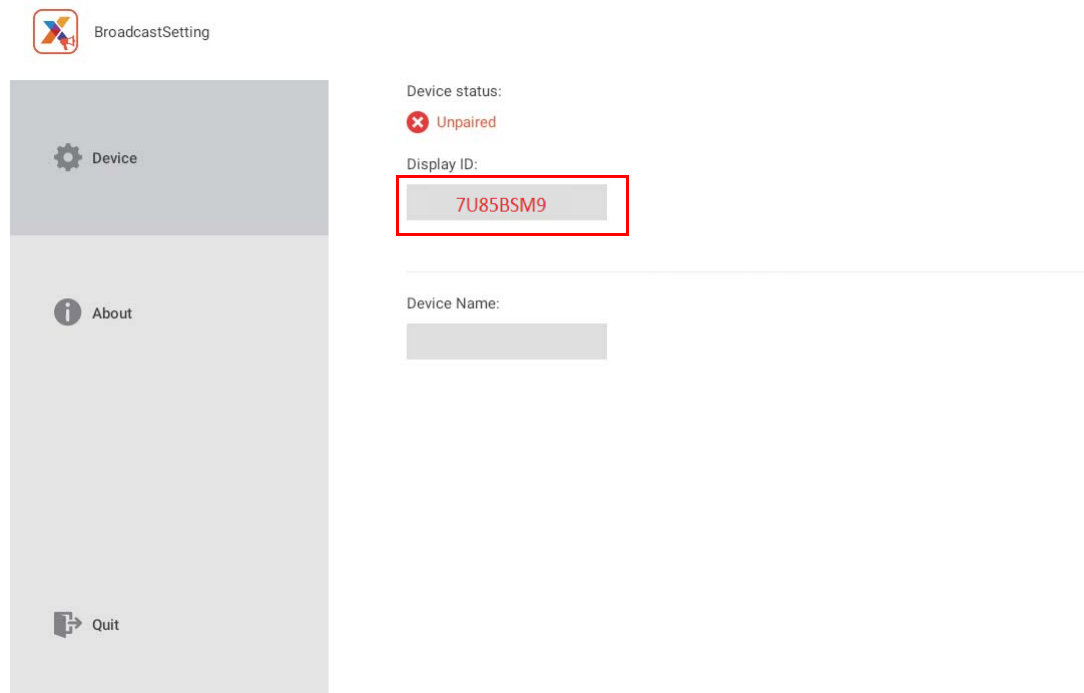 BroadcastSetting
Device
About
Quit
Device status:
Unpaired
Display ID:
7U85BSM9
Device Name: